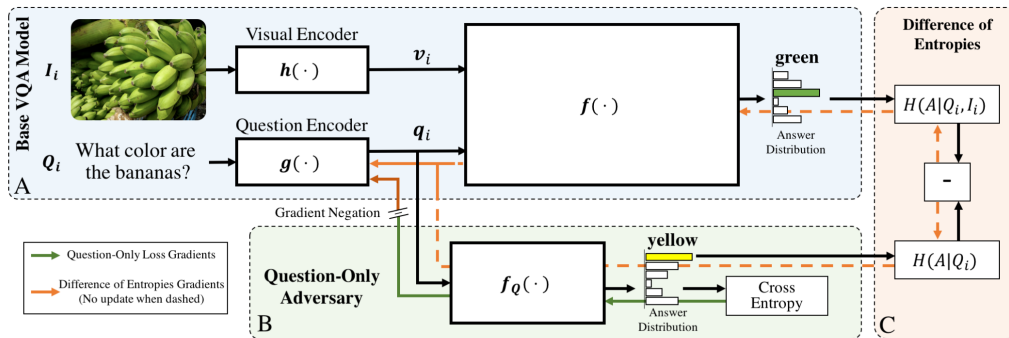 Base VQA Model
I_i
Visual Encoder
h(·)
v_i
Q_i
What color are
the bananas?
Question Encoder
g(·)
q_i
f(·)
green
Answer
Distribution
A
Difference of
Entropies
H(A|Q_i, I_i)
-
H(A|Q_i)
C
Gradient Negation
Question-Only Loss Gradients
Difference of Entropies Gradients
(No update when dashed)
Question-Only
Adversary
B
f_Q(·)
yellow
Answer
Distribution
Cross
Entropy